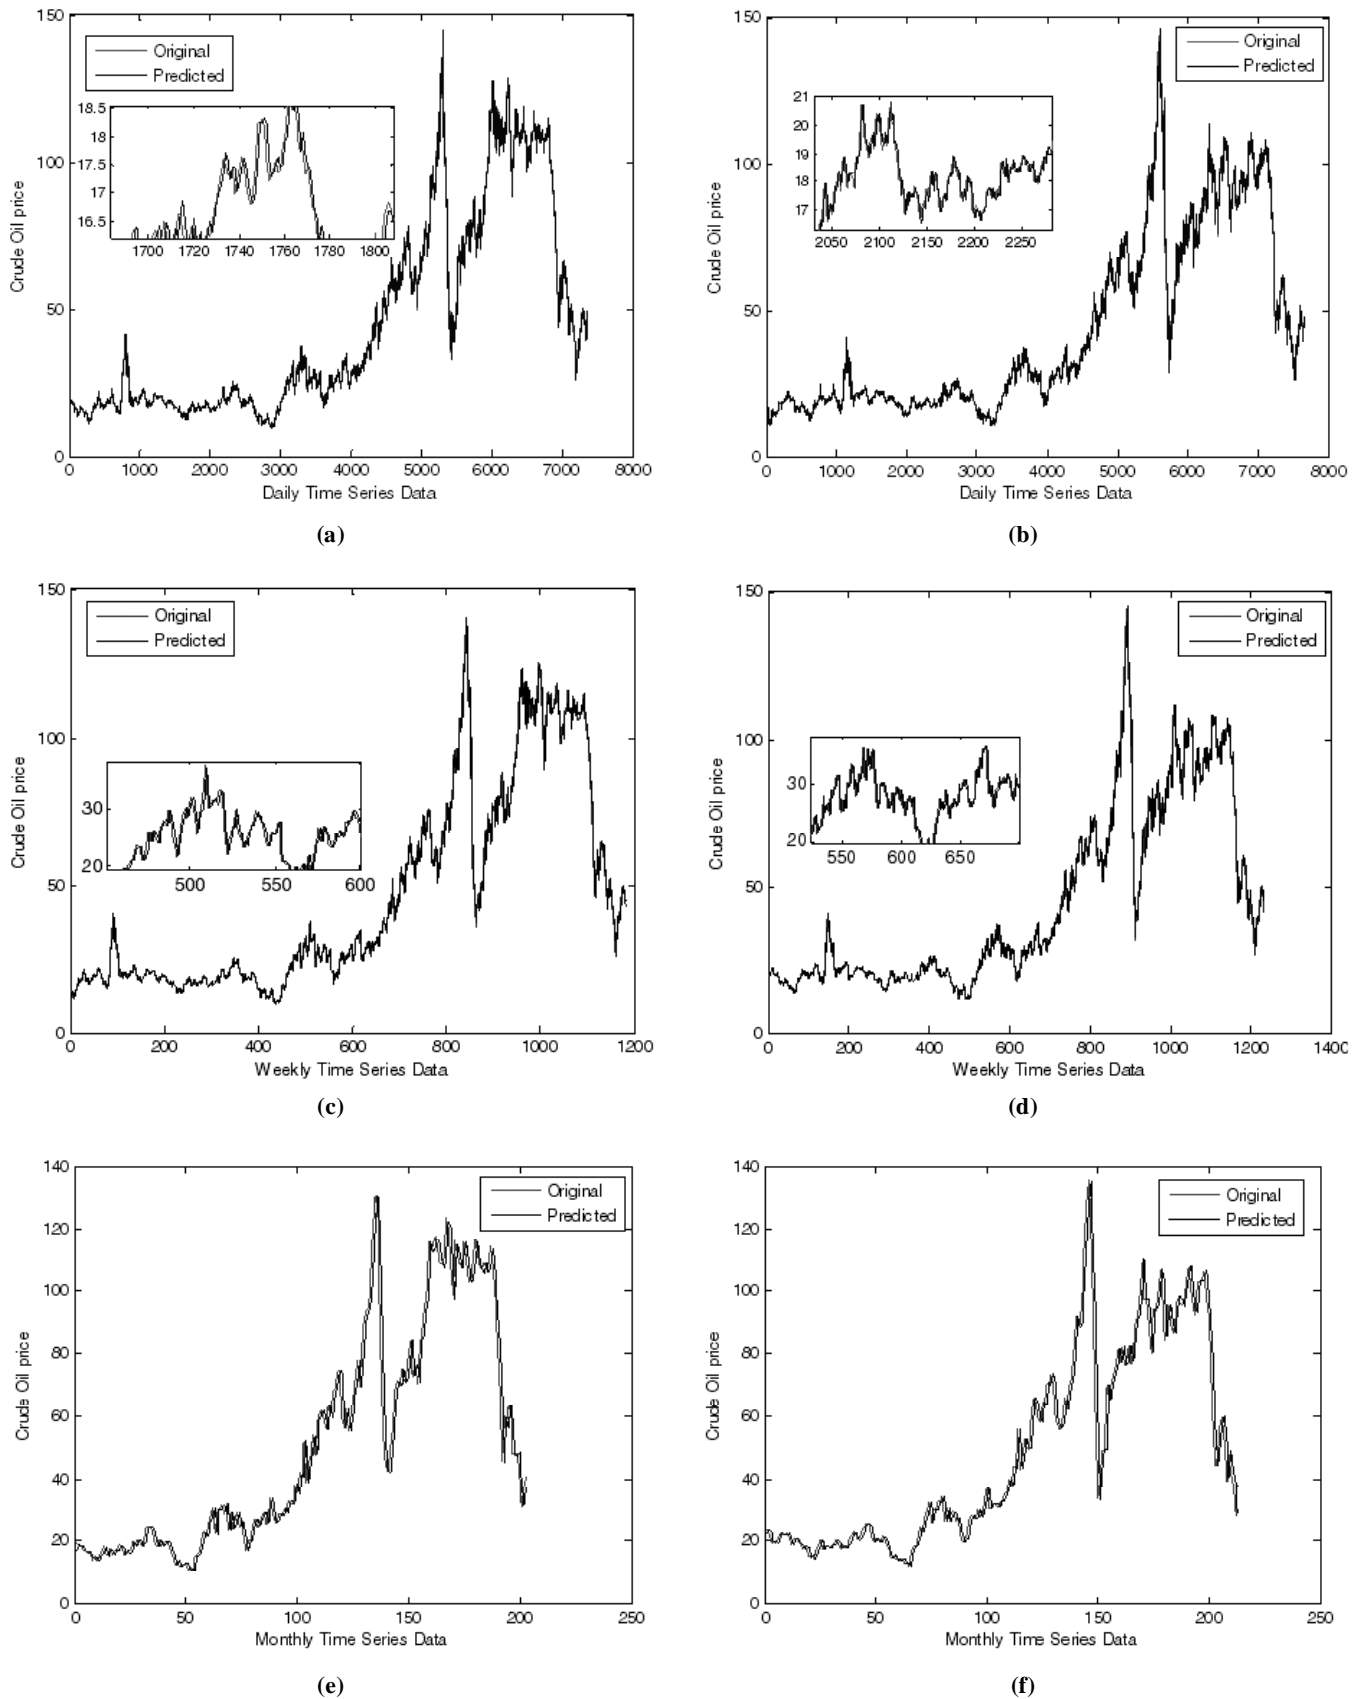 150
100
50
0
Crude Oil price
Original
Predicted
18.5
18
17.5
17
16.5
1700 1720 1740 1760 1780 1800
0 1000 2000 3000 4000 5000 6000 7000 8000
Daily Time Series Data
(a)
150
100
50
0
Crude Oil price
Original
Predicted
21
20
19
18
17
2050 2100 2150 2200 2250
0 1000 2000 3000 4000 5000 6000 7000 8000
Daily Time Series Data
(b)
150
100
50
0
Crude Oil price
Original
Predicted
30
20
500 550 600
0 200 400 600 800 1000 1200
Weekly Time Series Data
(c)
150
100
50
0
Crude Oil price
Original
Predicted
30
20
550 600 650
0 200 400 600 800 1000 1200 1400
Weekly Time Series Data
(d)
140
120
100
80
60
40
20
0
Crude Oil price
Original
Predicted
0 50 100 150 200 250
Monthly Time Series Data
(e)
140
120
100
80
60
40
20
0
Crude Oil price
Original
Predicted
0 50 100 150 200 250
Monthly Time Series Data
(f)